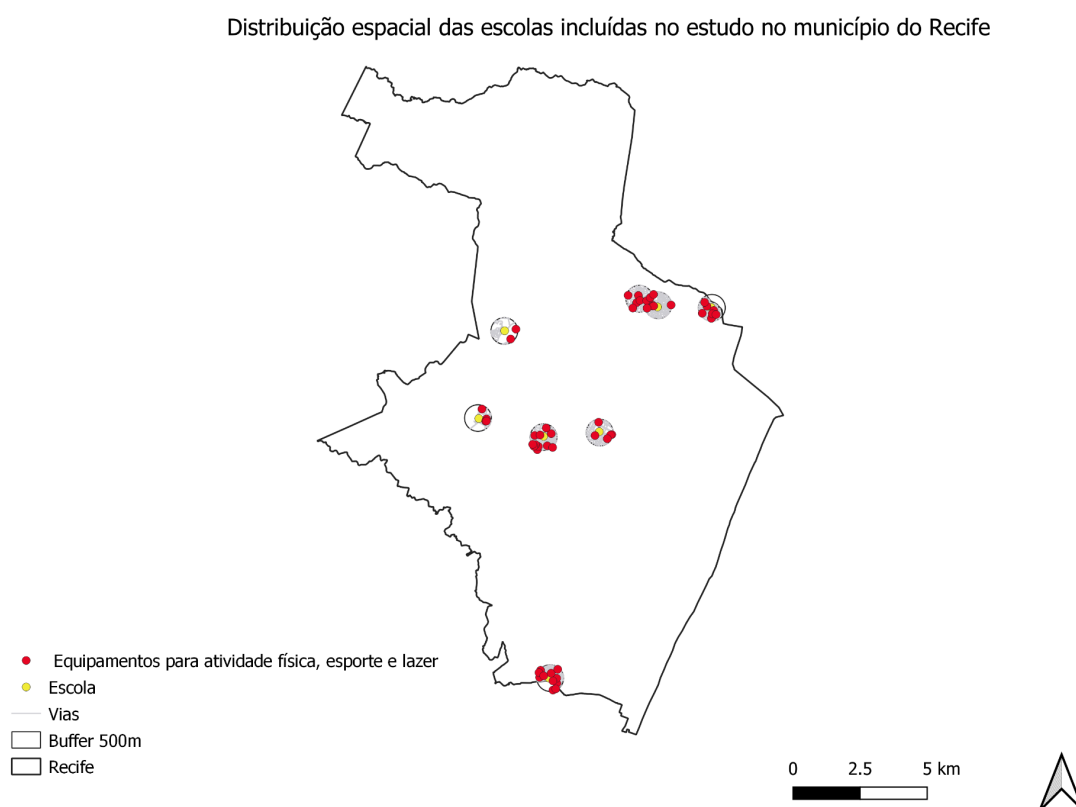 Distribuição espacial das escolas incluídas no estudo no município do Recife
Equipamentos para atividade física, esporte e lazer
Escola
Vias
Buffer 500m
Recife
0 2.5 5 km